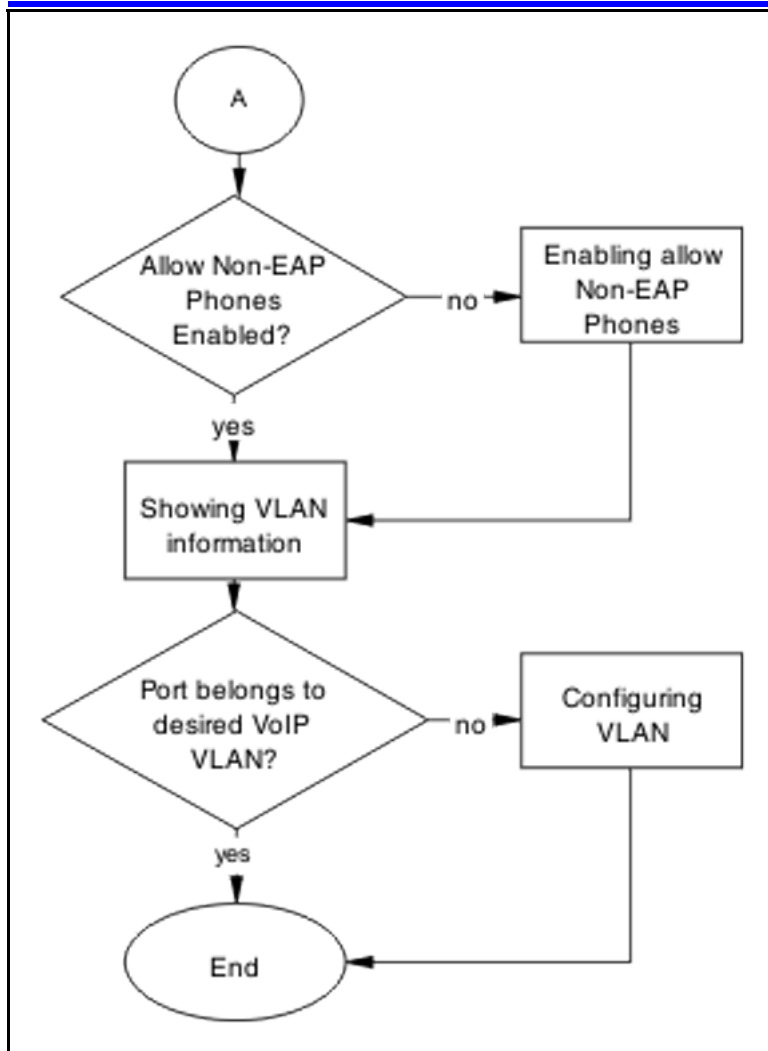 A
Allow Non-EAP
Phones
Enabled?
no
Enabling allow
Non-EAP
Phones
yes
Showing VLAN
information
Port belongs to
desired VoIP
VLAN?
no
Configuring
VLAN
yes
End